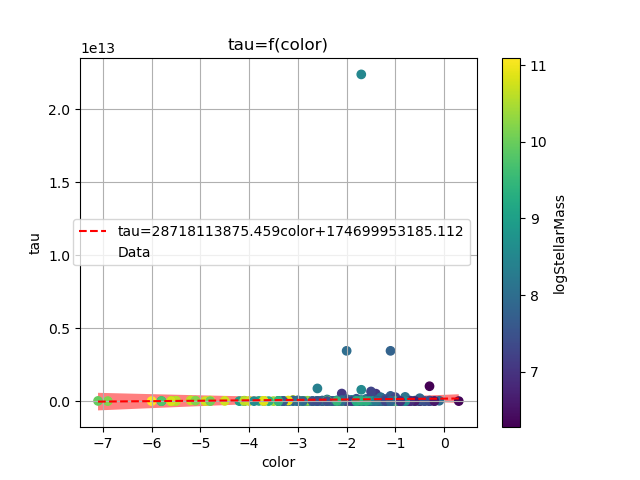 tau=f(color)
1e13
2.0
1.5
1.0
0.5
0.0
tau
−7 −6 −5 −4 −3 −2 −1 0
color
tau=28718113875.459color+174699953185.112
Data
11
10
9
8
7
logStellarMass